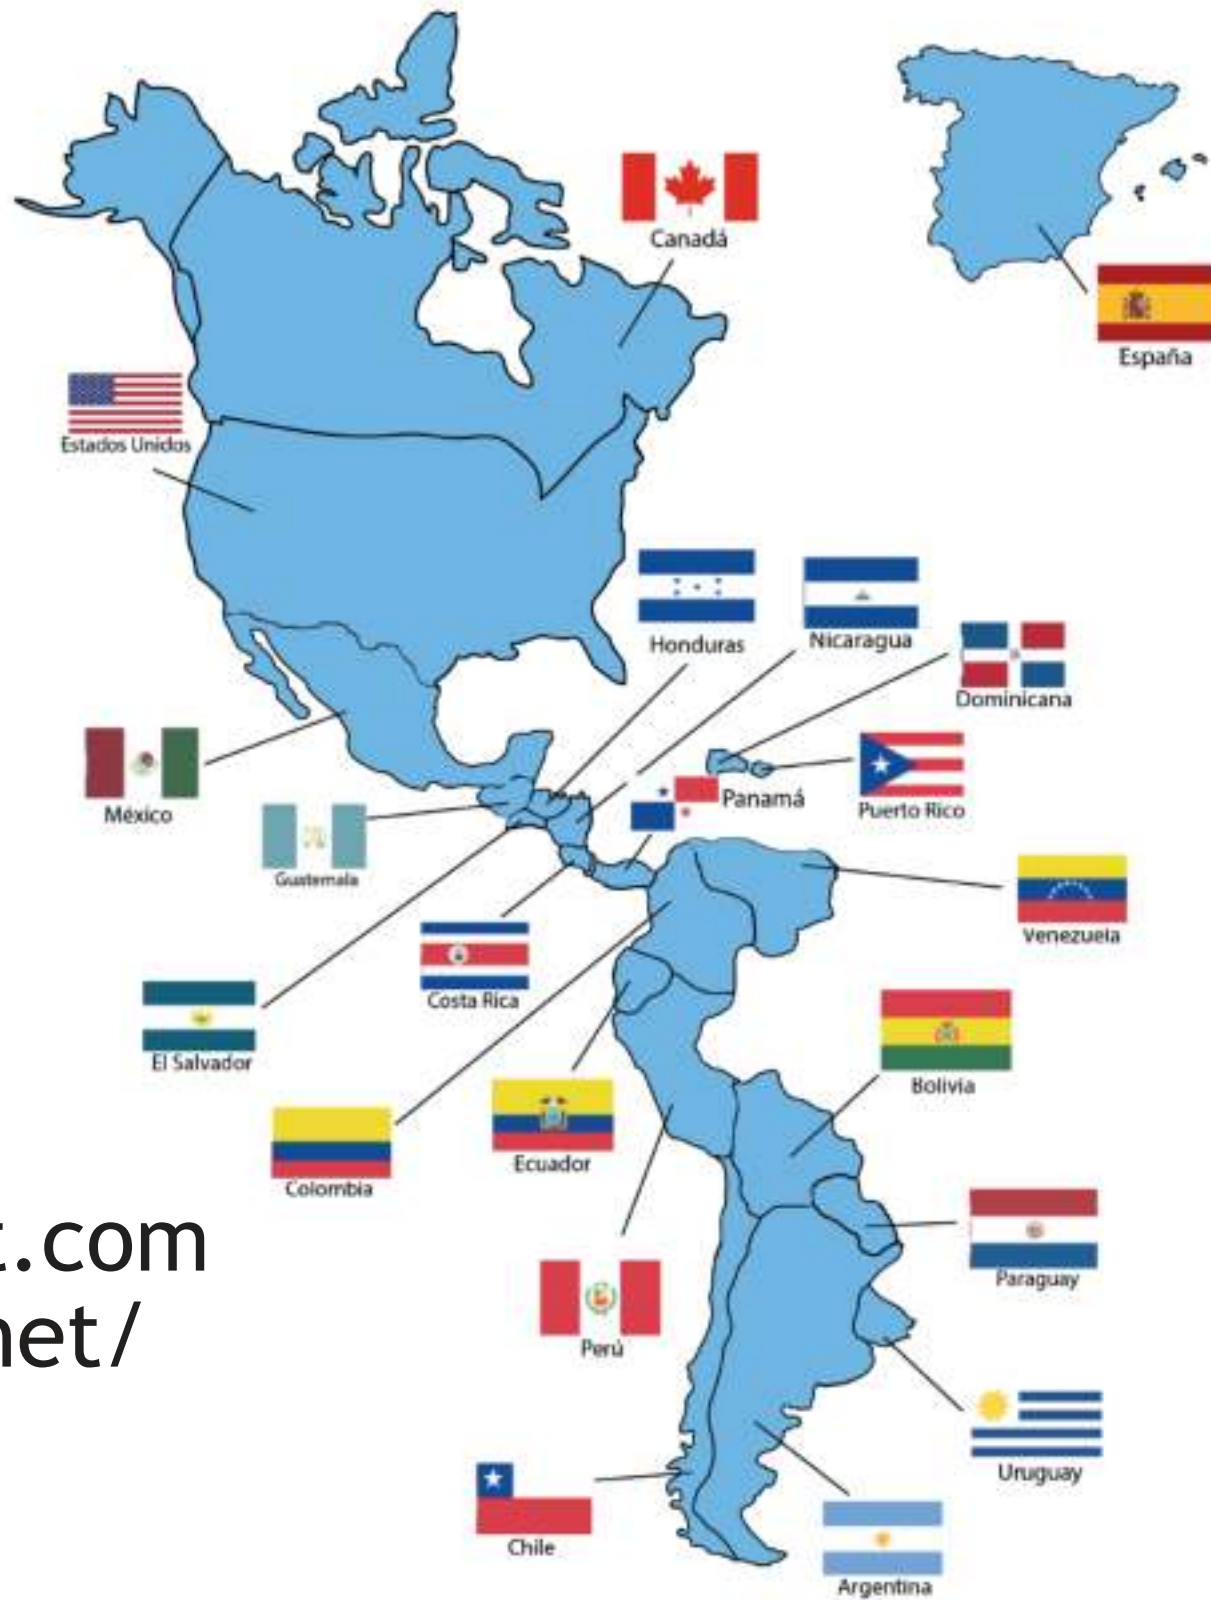 Canadá
España
Estados Unidos
Honduras
Nicaragua
Dominicana
México
Panamá
Puerto Rico
Guatemala
Venezuela
Costa Rica
El Salvador
Bolivia
Ecuador
Colombia
t.com
Paraguay
net/
Perú
Uruguay
Chile
Argentina